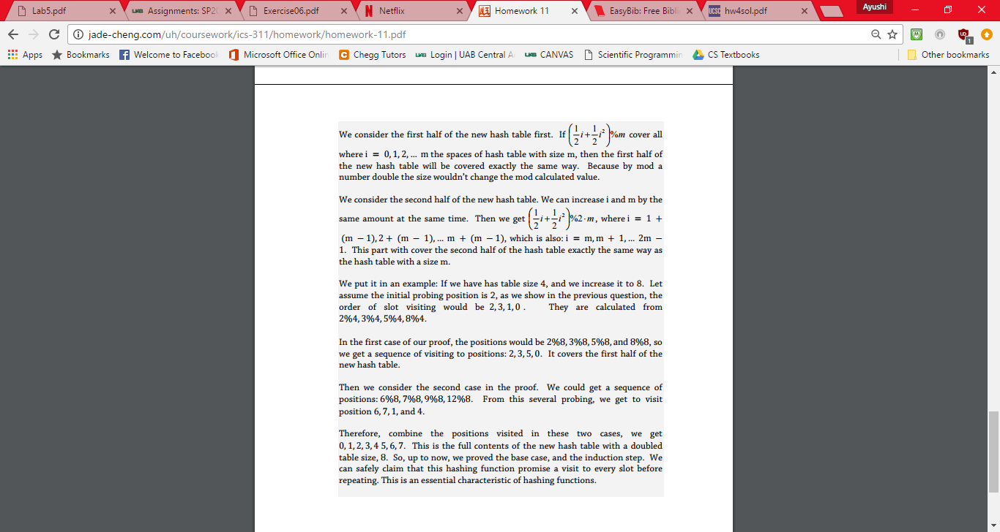 Lab5.pdf
Assignments: SP20
Exercise06.pdf
Netflix
Homework 11
EasyBib: Free Bibli
UCSC hw4sol.pdf
Ayushi
jade-cheng.com/uh/coursework/ics-311/homework/homework-11.pdf
Apps Bookmarks Welcome to Facebook Microsoft Office Onlin Chegg Tutors UAB Login | UAB Central A UAB CANVAS Scientific Programmin CS Textbooks Other bookmarks
We consider the first half of the new hash table first. If (1/2 i + 1/2 i²)%m cover all
where i = 0, 1, 2, ... m the spaces of hash table with size m, then the first half of
the new hash table will be covered exactly the same way. Because by mod a
number double the size wouldn't change the mod calculated value.
We consider the second half of the new hash table. We can increase i and m by the
same amount at the same time. Then we get (1/2 i + 1/2 i²)%2·m, where i = 1 +
(m − 1), 2 + (m − 1), ... m + (m − 1), which is also: i = m, m + 1, ... 2m −
1. This part with cover the second half of the hash table exactly the same way as
the hash table with a size m.
We put it in an example: If we have has table size 4, and we increase it to 8. Let
assume the initial probing position is 2, as we show in the previous question, the
order of slot visiting would be 2, 3, 1, 0 . They are calculated from
2%4, 3%4, 5%4, 8%4.
In the first case of our proof, the positions would be 2%8, 3%8, 5%8, and 8%8, so
we get a sequence of visiting to positions: 2, 3, 5, 0. It covers the first half of the
new hash table.
Then we consider the second case in the proof. We could get a sequence of
positions: 6%8, 7%8, 9%8, 12%8. From this several probing, we get to visit
position 6, 7, 1, and 4.
Therefore, combine the positions visited in these two cases, we get
0, 1, 2, 3, 4 5, 6, 7. This is the full contents of the new hash table with a doubled
table size, 8. So, up to now, we proved the base case, and the induction step. We
can safely claim that this hashing function promise a visit to every slot before
repeating. This is an essential characteristic of hashing functions.